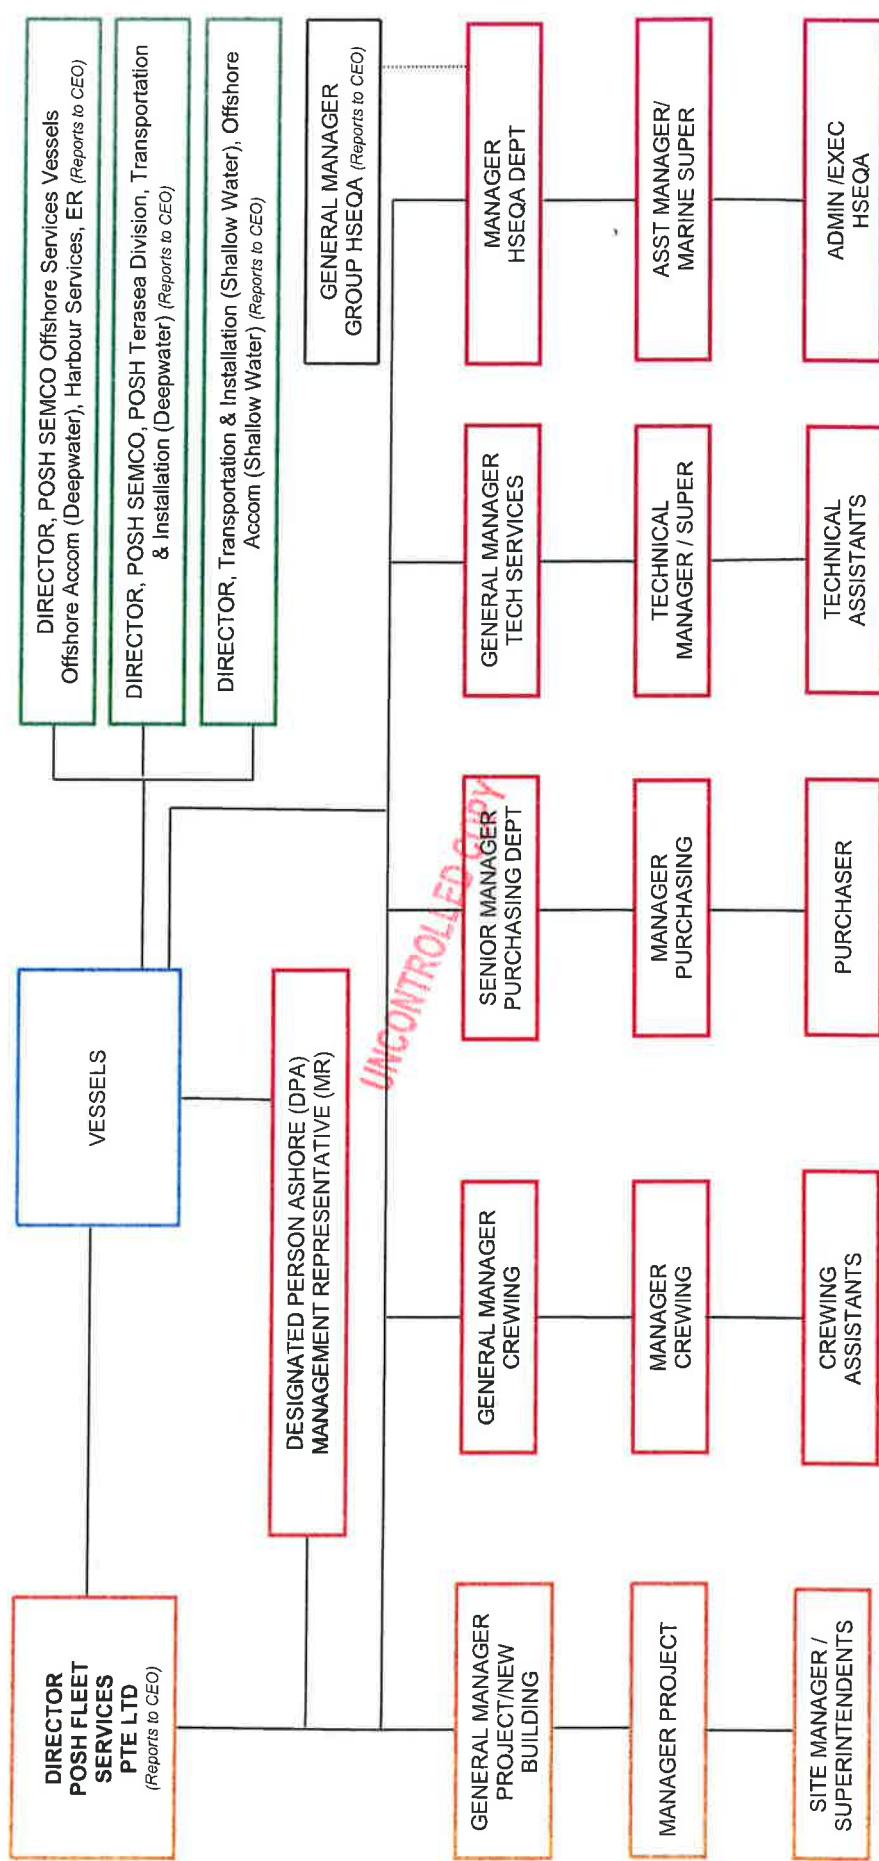 DIRECTOR
POSH FLEET
SERVICES
PTE LTD
(Reports to CEO)
VESSELS
DIRECTOR, POSH SEMCO Offshore Services Vessels
Offshore Accom (Deepwater), Harbour Services, ER (Reports to CEO)
DIRECTOR, POSH SEMCO, POSH Terasea Division, Transportation
& Installation (Deepwater) (Reports to CEO)
DIRECTOR, Transportation & Installation (Shallow Water), Offshore
Accom (Shallow Water) (Reports to CEO)
DESIGNATED PERSON ASHORE (DPA)
MANAGEMENT REPRESENTATIVE (MR)
GENERAL MANAGER
GROUP HSEQA (Reports to CEO)
UNCONTROLLED COPY
GENERAL MANAGER
PROJECT/NEW
BUILDING
GENERAL MANAGER
CREWING
SENIOR MANAGER
PURCHASING DEPT
GENERAL MANAGER
TECH SERVICES
MANAGER
HSEQA DEPT
MANAGER PROJECT
MANAGER
CREWING
MANAGER
PURCHASING
TECHNICAL
MANAGER / SUPER
ASST MANAGER/
MARINE SUPER
SITE MANAGER /
SUPERINTENDENTS
CREWING
ASSISTANTS
PURCHASER
TECHNICAL
ASSISTANTS
ADMIN /EXEC
HSEQA